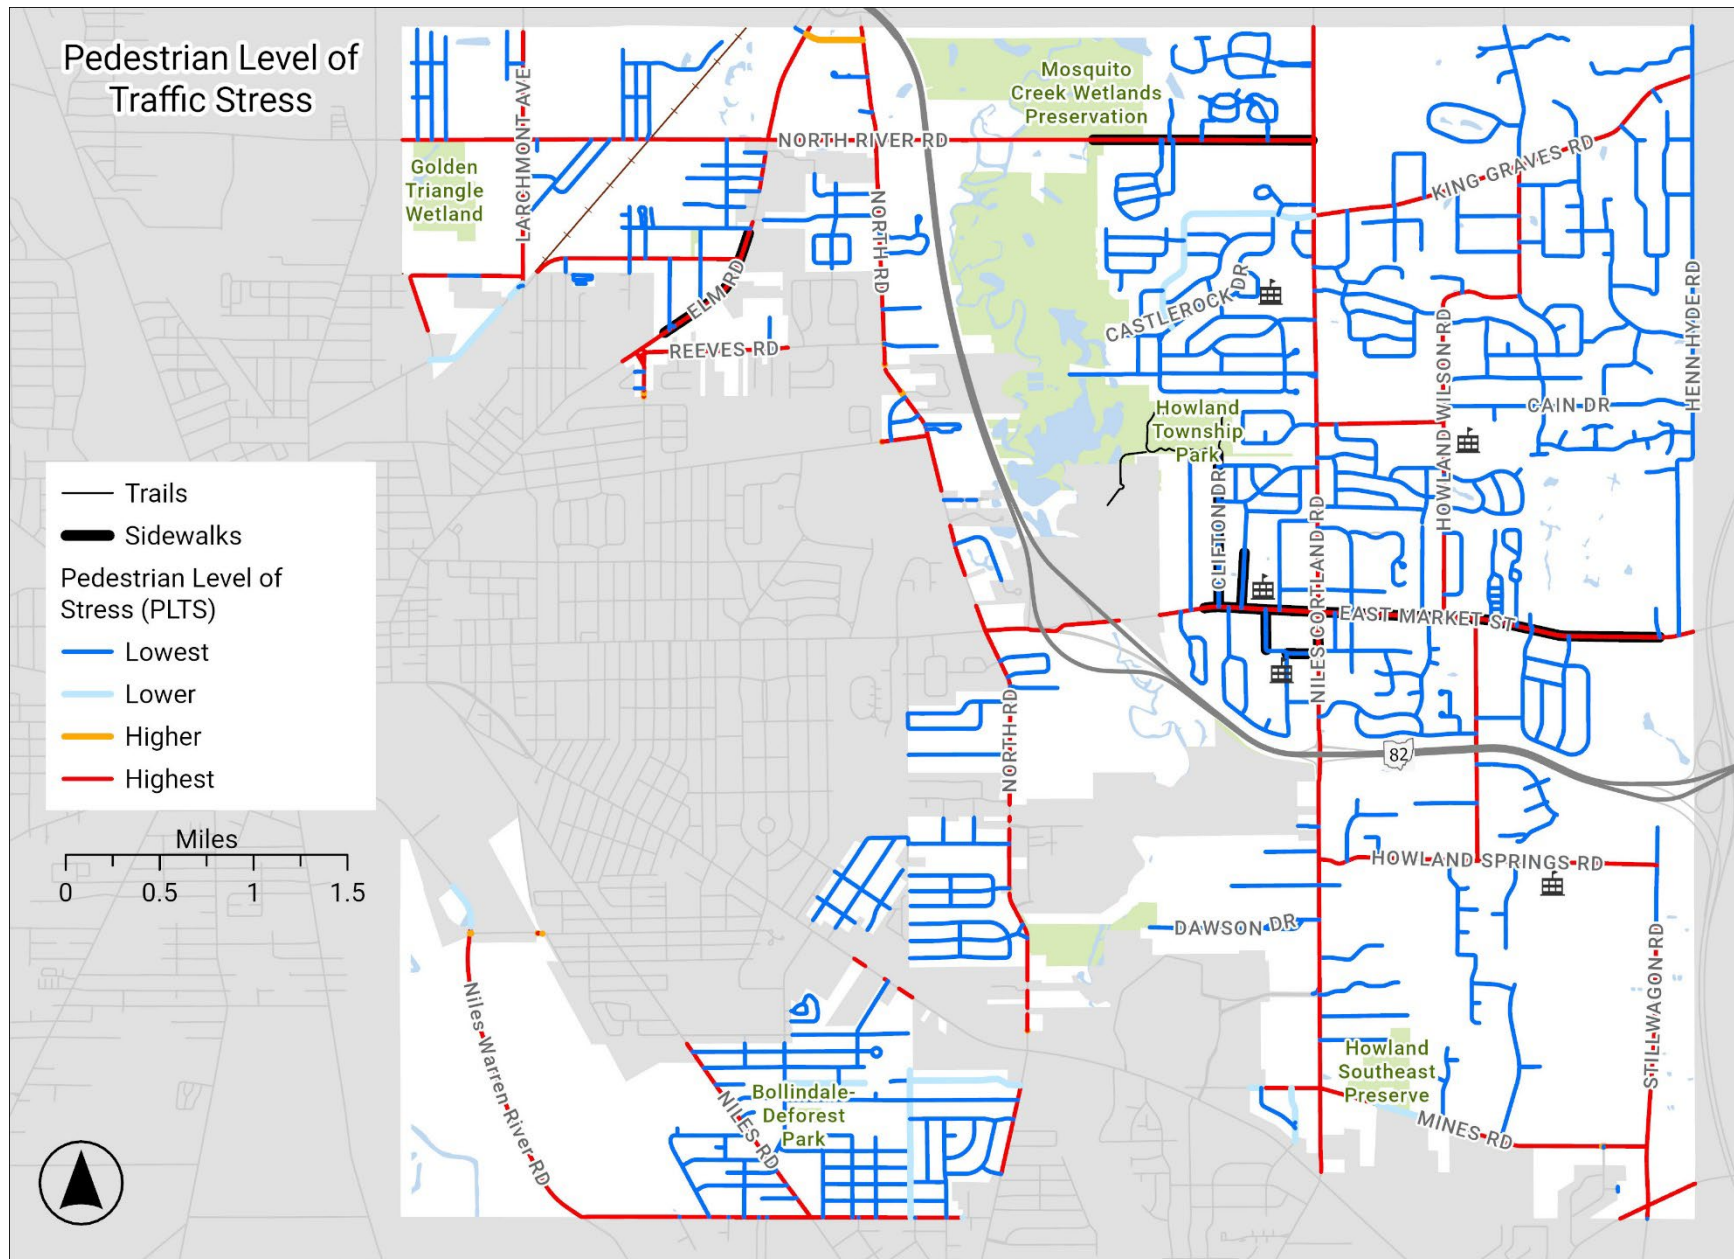 Pedestrian Level of
Traffic Stress
Mosquito
Creek Wetlands
Preservation
LARCHMONT AVE
NORTH RIVER RD
KING GRAVES RD
Golden
Triangle
Wetland
NORTH RD
ELM RD
CASTLEROCK DR
HENN HYDE RD
REEVES RD
HOWLAND WILSON RD
CAIN DR
Howland
Township
Park
Trails
Sidewalks
Pedestrian Level of
Stress (PLTS)
Lowest
Lower
Higher
Highest
CLIFTON DR
NILES CORTLAND RD
EAST MARKET ST
NORTH RD
82
Miles
0 0.5 1 1.5
HOWLAND SPRINGS RD
DAWSON DR
STILLWAGON RD
Niles-Warren River RD
Howland
Southeast
Preserve
Bollindale-
Deforest
Park
NILES RD
MINES RD